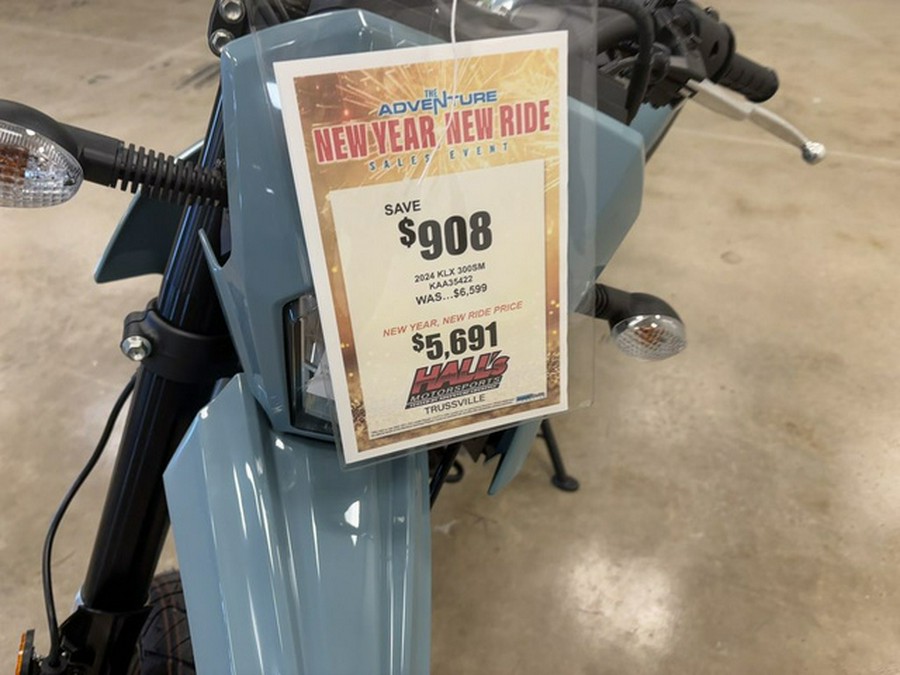 THE
ADVENTURE
NEW YEAR NEW RIDE
SALES EVENT
SAVE
$908
2024 KLX 300SM
KAA35422
WAS...$6,599
NEW YEAR, NEW RIDE PRICE
$5,691
HALL'S
MOTORSPORTS
TRUSSVILLE